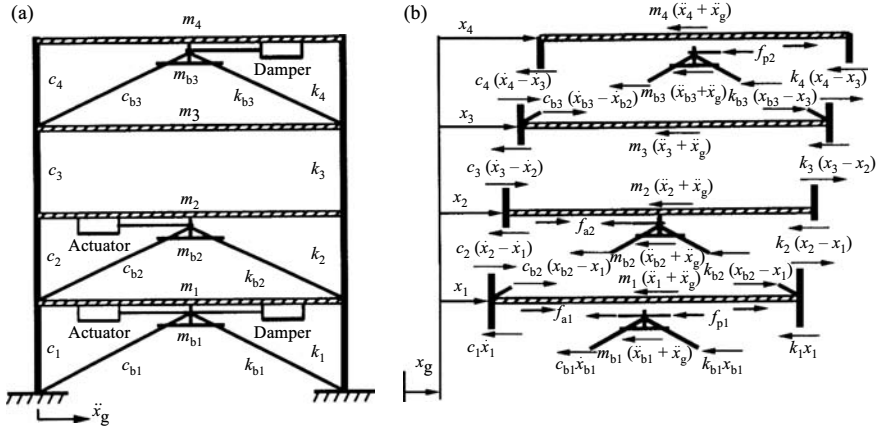 (a)
m4
c4
mb3
Damper
cb3
kb3
k4
m3
c3
k3
m2
Actuator
mb2
c2
cb2
kb2
k2
m1
Actuator
mb1
Damper
c1
cb1
kb1
k1
ẍg
(b)
m4 (ẍ4 + ẍg)
x4
fp2
c4 (ẋ4 − ẋ3)
mb3 (ẍb3+ẍg)
k4 (x4 − x3)
cb3 (ẋb3 − ẋb2)
kb3 (xb3 − ẋ3)
x3
m3 (ẍ3 + ẍg)
c3 (ẋ3 − ẋ2)
k3 (x3 − x2)
m2 (ẍ2 + ẍg)
x2
fa2
c2 (ẋ2 − ẋ1)
mb2 (ẍb2 + ẍg)
k2 (x2 − x1)
cb2 (xb2 − x1)
kb2 (xb2 − x1)
m1 (ẍ1 + ẍg)
x1
fa1
fp1
c1ẋ1
mb1 (ẍb1 + ẍg)
k1x1
cb1ẋb1
kb1xb1
xg